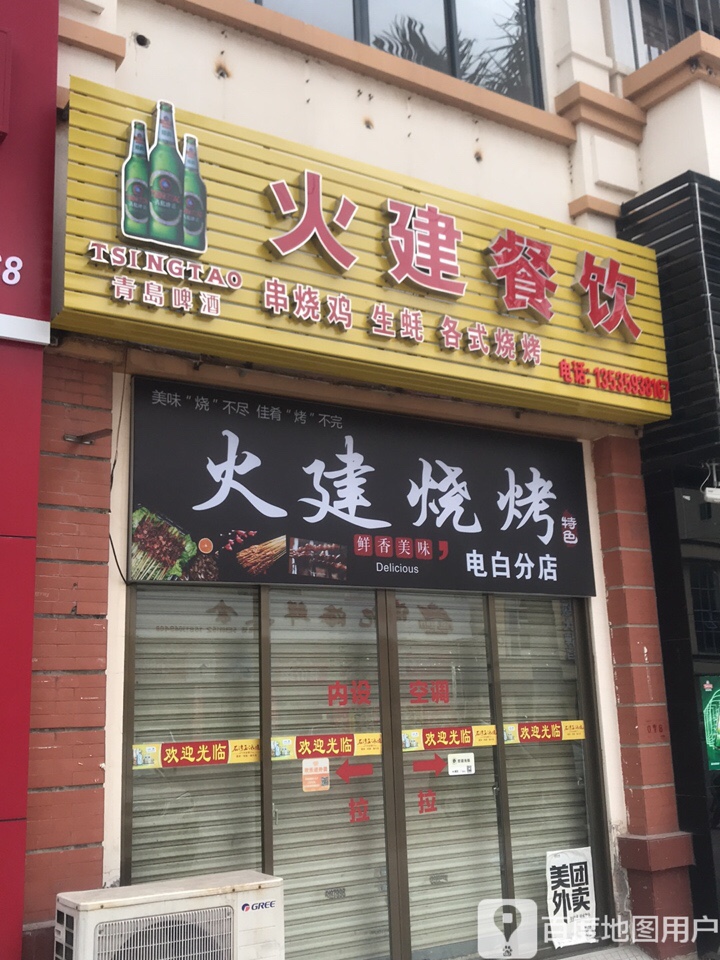 火建餐饮
TSINGTAO
青岛啤酒
串烧鸡 生蚝 各式烧烤
电话: 13535939167
美味“烧”不尽 佳肴“烤”不完
火建烧烤
特色
鲜香美味
Delicious
电白分店
内设 空调
欢迎光临
欢迎光临
欢迎光临
欢迎光临
拉 拉
GREE
美团外卖
百度地图用户
68